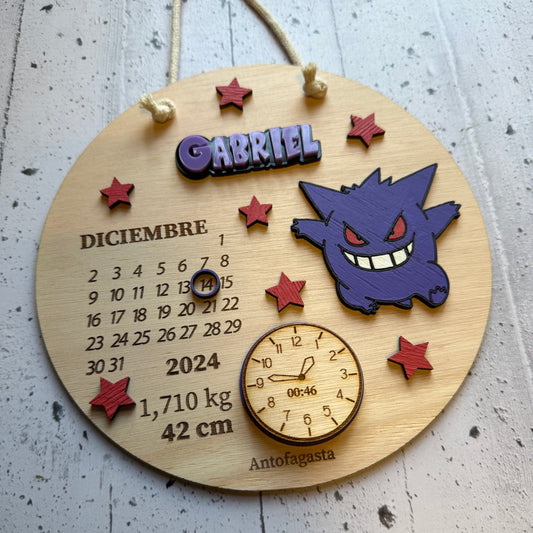 GABRIEL
DICIEMBRE
1
2 3 4 5 6 7 8
9 10 11 12 13 14 15
16 17 18 19 20 21 22
23 24 25 26 27 28 29
30 31
2024
1,710 kg
42 cm
12 1 2 3 4 5 6 7 8 9 10 11
00:46
Antofagasta